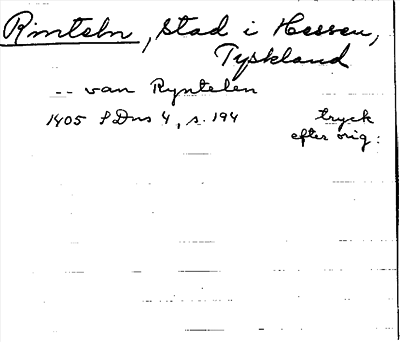 Rinteln, stad i Hessen,
Tyskland
-- van Ryntelen
1405 SDns 4, s. 194 tryck
efter orig: